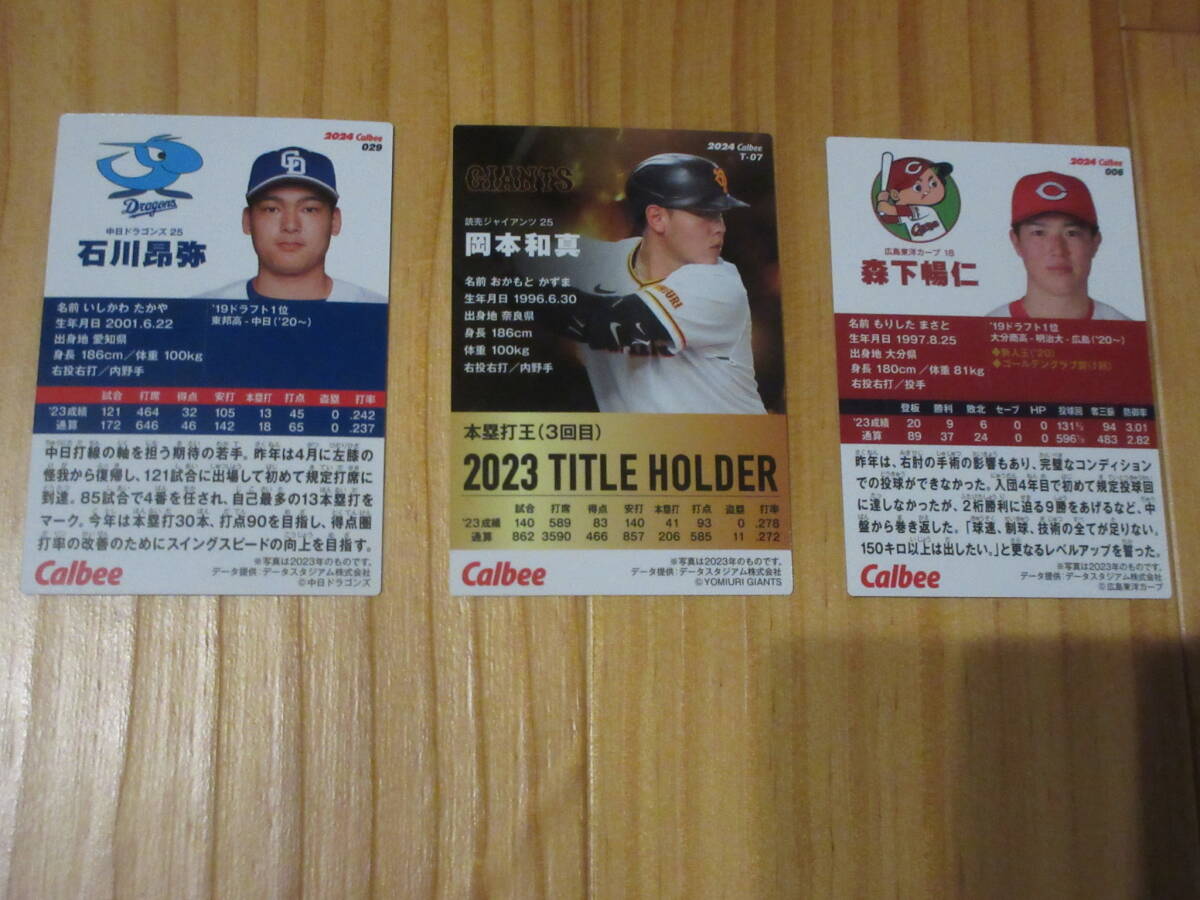 2024 Calbee
029
Dragons
中日ドラゴンズ 25
石川昂弥
名前 いしかわ たかや
生年月日 2001.6.22
出身地 愛知県
身長 186cm／体重 100kg
右投右打／内野手
'19ドラフト1位
東邦高 - 中日('20～)
試合 打席 得点 安打 本塁打 打点 盗塁 打率
'23成績 121 464 32 105 13 45 0 .242
通算 172 646 46 142 18 65 0 .237
中日打線の軸を担う期待の若手。昨年は4月に左膝の
怪我から復帰し、121試合に出場して初めて規定打席に
到達。85試合で4番を任され、自己最多の13本塁打を
マーク。今年は本塁打30本、打点90を目指し、得点圏
打率の改善のためにスイングスピードの向上を目指す。
Calbee
※写真は2023年のものです。
データ提供：データスタジアム株式会社
©中日ドラゴンズ
2024 Calbee
T-07
GIANTS
読売ジャイアンツ 25
岡本和真
名前 おかもと かずま
生年月日 1996.6.30
出身地 奈良県
身長 186cm
体重 100kg
右投右打／内野手
本塁打王(3回目)
2023 TITLE HOLDER
試合 打席 得点 安打 本塁打 打点 盗塁 打率
'23成績 140 589 83 140 41 93 0 .278
通算 862 3590 466 857 206 585 11 .272
Calbee
※写真は2023年のものです。
データ提供：データスタジアム株式会社
©YOMIURI GIANTS
2024 Calbee
006
Carp
広島東洋カープ 18
森下暢仁
名前 もりした まさと
生年月日 1997.8.25
出身地 大分県
身長 180cm／体重 81kg
右投右打／投手
'19ドラフト1位
大分商高 - 明治大 - 広島('20～)
◆新人王('20)
◆ゴールデングラブ賞(1回)
登板 勝利 敗北 セーブ HP 投球回 奪三振 防御率
'23成績 20 9 6 0 0 131⅔ 94 3.01
通算 89 37 24 0 0 596⅓ 483 2.82
昨年は、右肘の手術の影響もあり、完璧なコンディション
での投球ができなかった。入団4年目で初めて規定投球回
に達しなかったが、2桁勝利に迫る9勝をあげるなど、中
盤から巻き返した。「球速、制球、技術の全てが足りない。
150キロ以上は出したい。」と更なるレベルアップを誓った。
Calbee
※写真は2023年のものです。
データ提供：データスタジアム株式会社
©広島東洋カープ